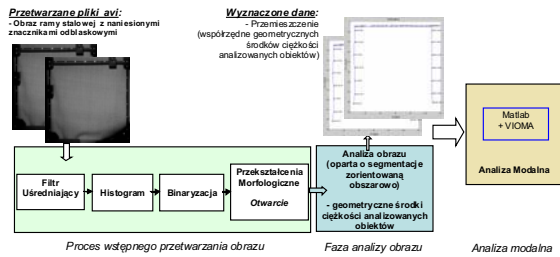 Przetwarzane pliki avi:
- Obraz ramy stalowej z naniesionymi
znacznikami odblaskowymi
Wyznaczone dane:
- Przemieszczenie
(współrzędne geometrycznych
środków ciężkości
analizowanych obiektów)
Filtr
Uśredniający
Histogram
Binaryzacja
Przekształcenia
Morfologiczne
Otwarcie
Analiza obrazu
(oparta o segmentacje
zorientowaną
obszarowo)
- geometryczne środki
ciężkości analizowanych
obiektów
Matlab
+ VIOMA
Analiza Modalna
Proces wstępnego przetwarzania obrazu
Faza analizy obrazu
Analiza modalna